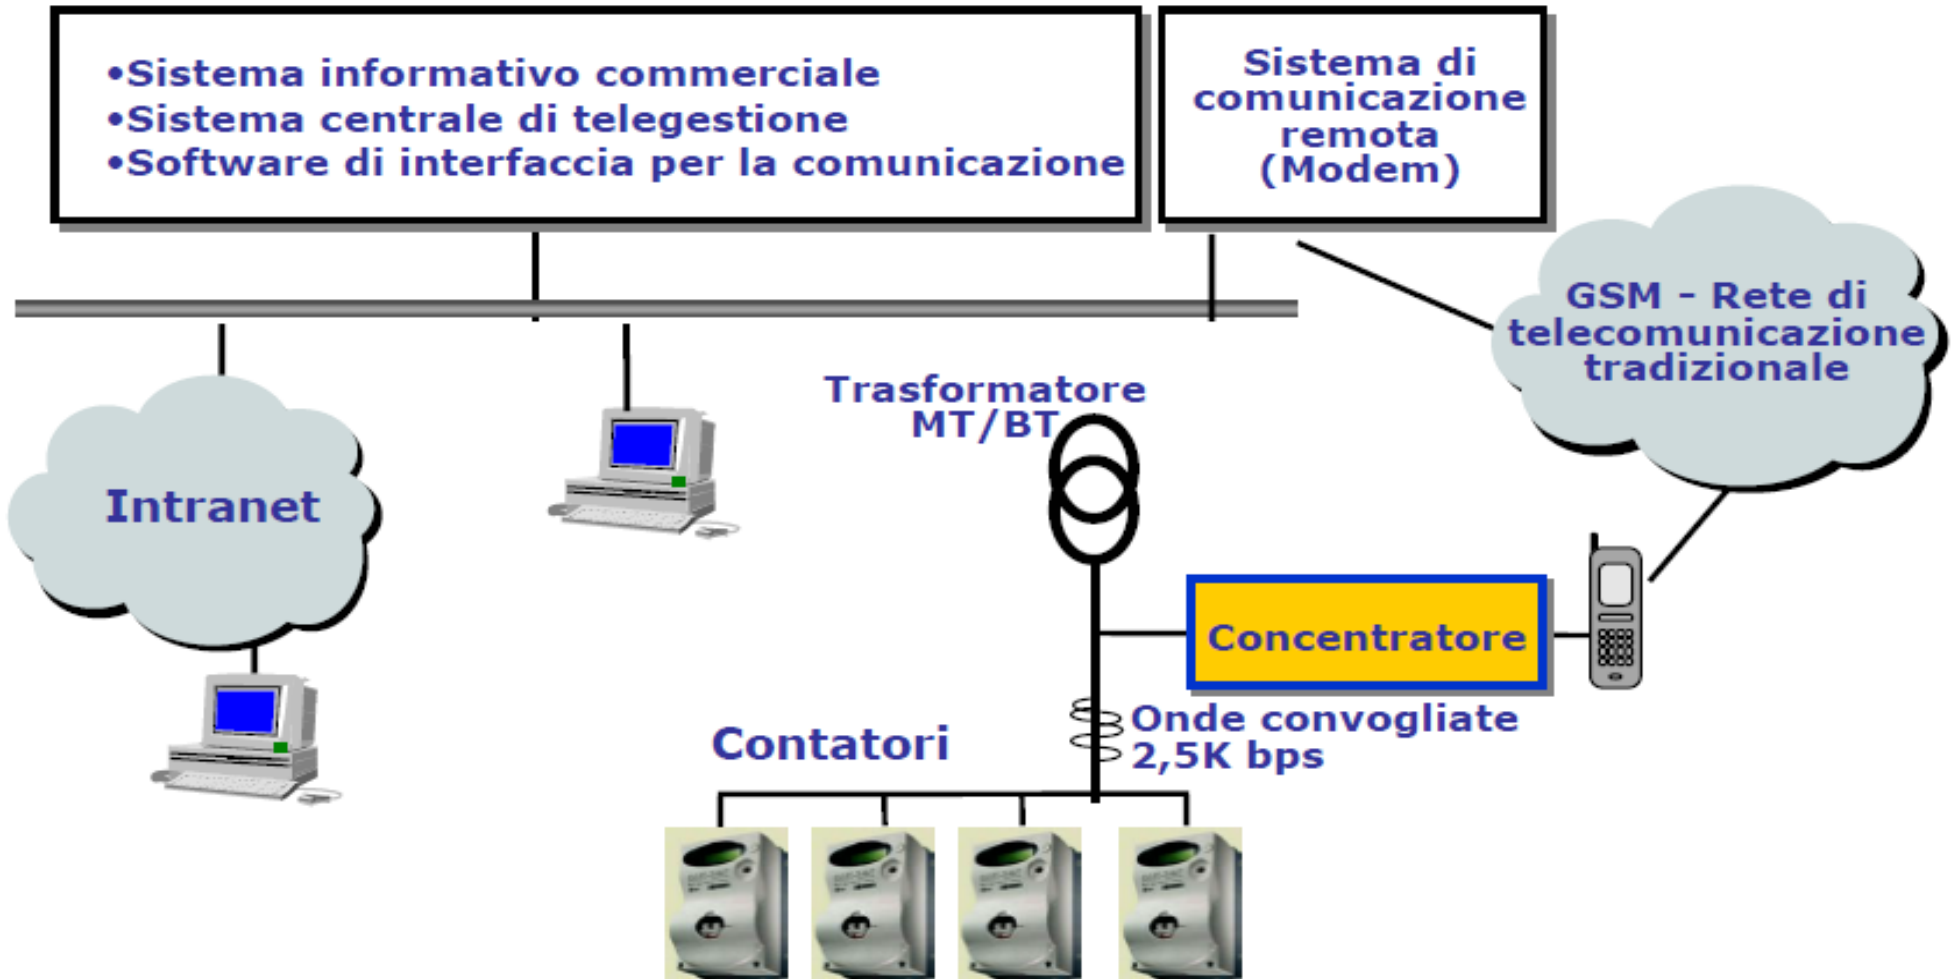 •Sistema informativo commerciale
•Sistema centrale di telegestione
•Software di interfaccia per la comunicazione
Sistema di
comunicazione
remota
(Modem)
GSM - Rete di
telecomunicazione
tradizionale
Trasformatore
MT/BT
Intranet
Concentratore
Onde convogliate
2,5K bps
Contatori